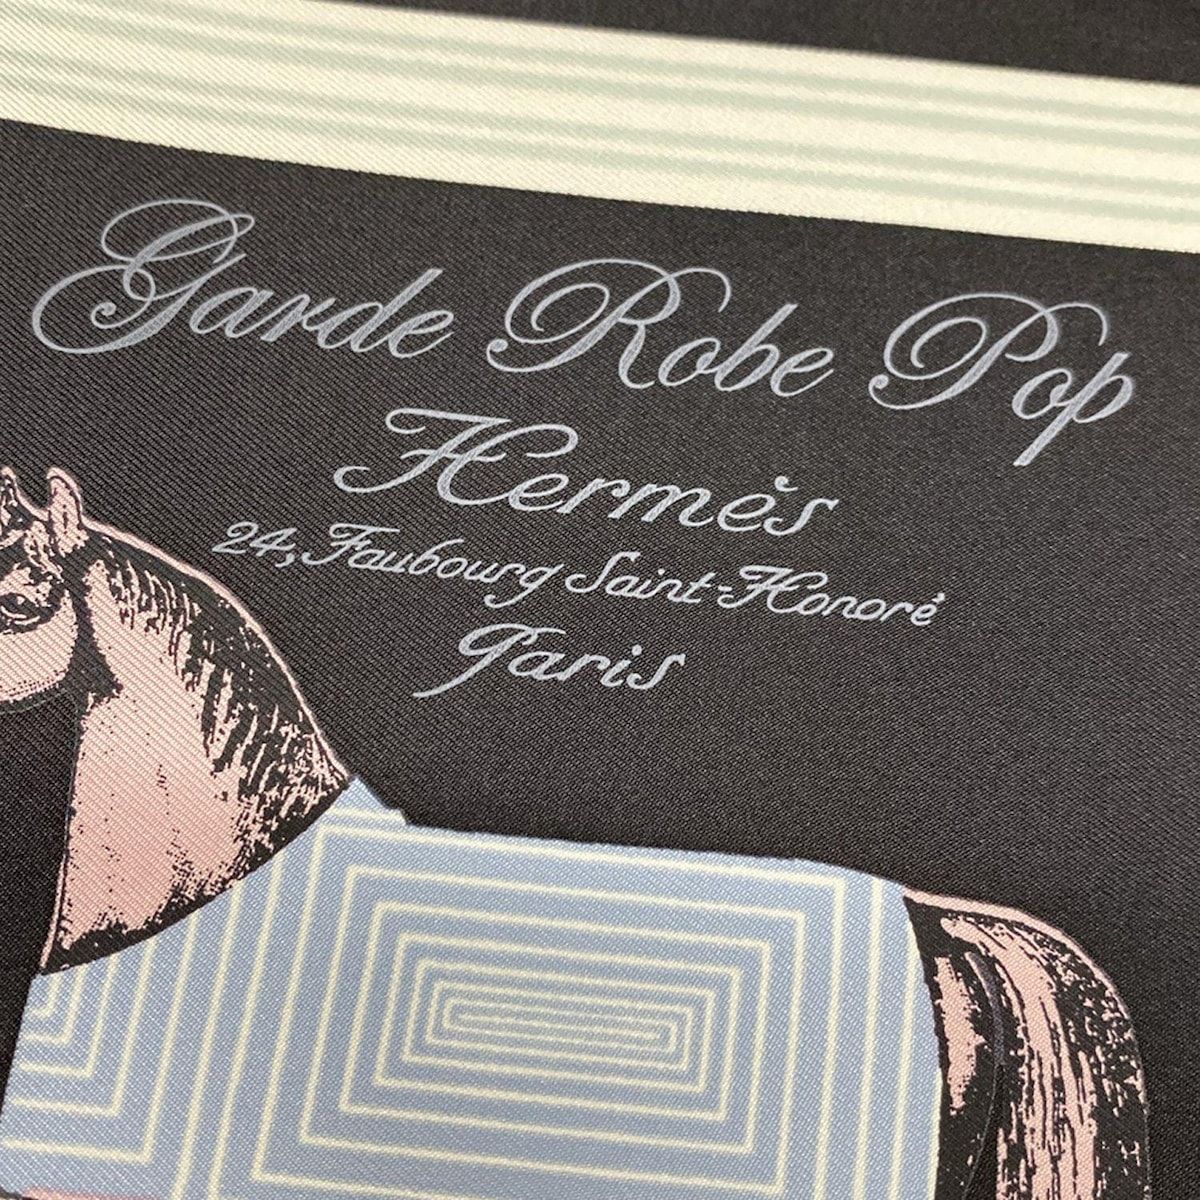 Garde Robe Pop
Hermès
24, Faubourg Saint-Honoré
Paris